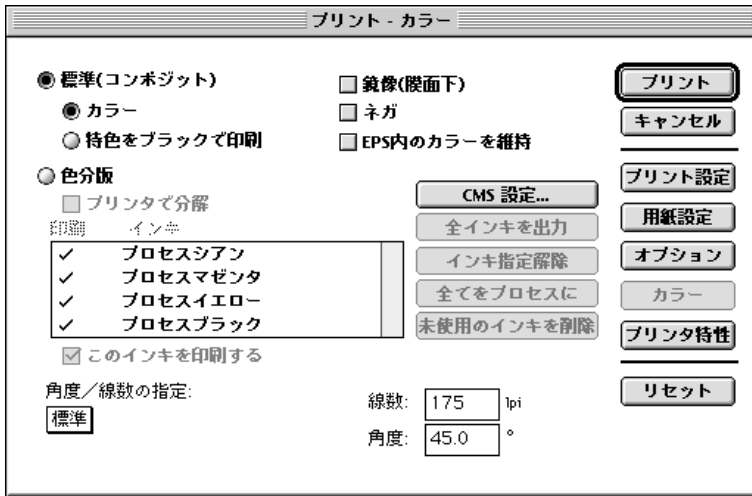 プリント - カラー
標準(コンポジット)
カラー
特色をブラックで印刷
鏡像(膜面下)
ネガ
EPS内のカラーを維持
色分版
プリンタで分解
印刷 インキ
プロセスシアン
プロセスマゼンタ
プロセスイエロー
プロセスブラック
このインキを印刷する
CMS 設定...
全インキを出力
インキ指定解除
全てをプロセスに
未使用のインキを削除
角度／線数の指定:
標準
線数: 175 lpi
角度: 45.0 °
プリント
キャンセル
プリント設定
用紙設定
オプション
カラー
プリンタ特性
リセット